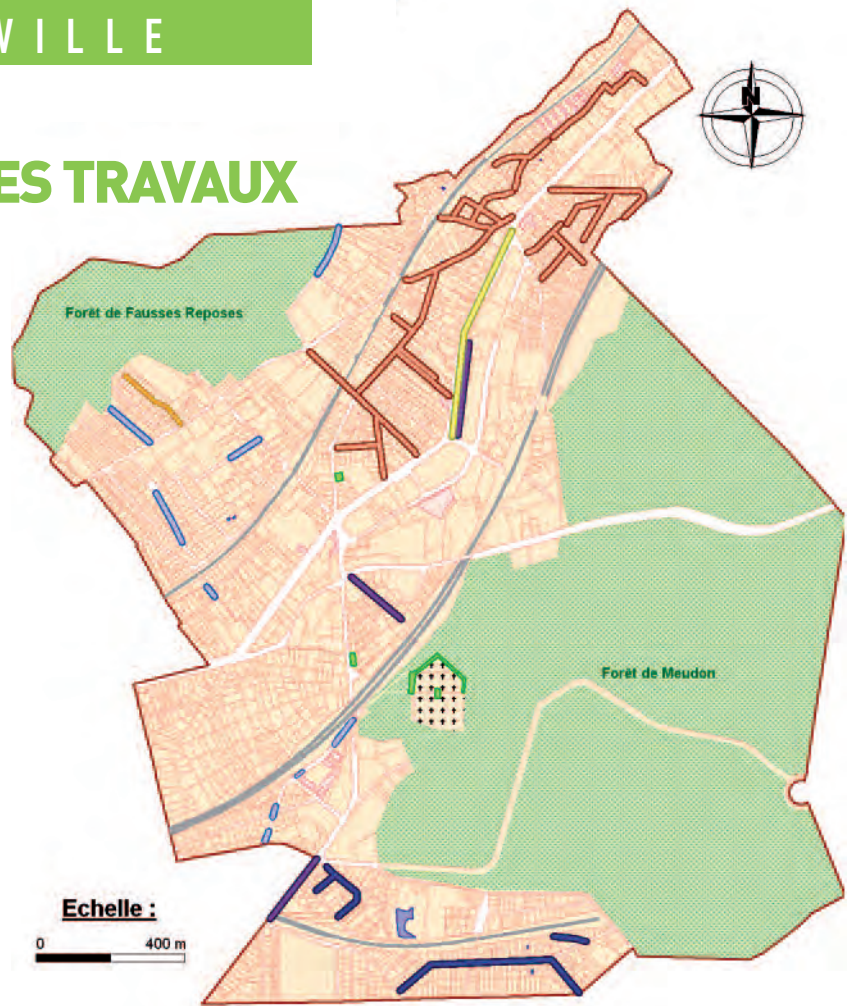 VILLE
ES TRAVAUX
N
Forêt de Fausses Reposes
Forêt de Meudon
Echelle :
0 400 m